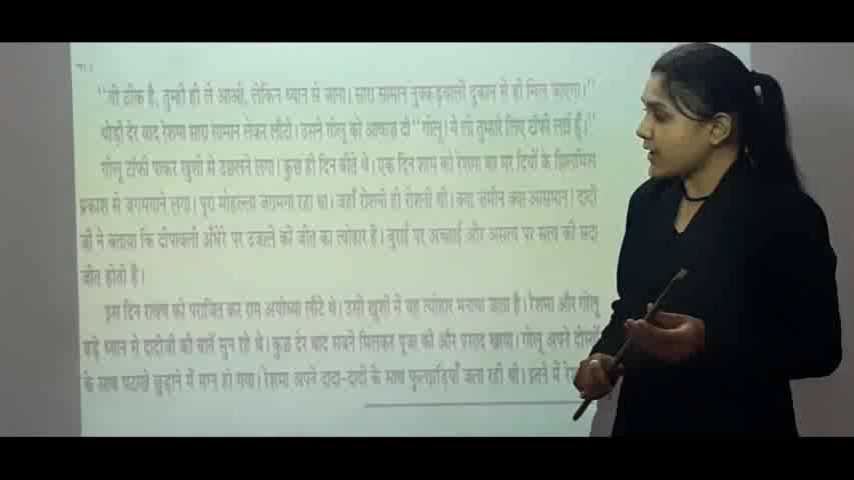 "तो ठीक है, तुम्हीं ही ले आओ, लेकिन ध्यान से जाना। सारा सामान नुक्कड़वाली दुकान से ही मिल जाएगा।"
थोड़ी देर बाद रेशमा सारा सामान लेकर लौटी। उसने गोलू को आवाज़ दी "गोलू! ये लो तुम्हारे लिए टॉफी लाई हूँ।"
गोलू टॉफी पाकर खुशी से उछलने लगा। कुछ ही दिन बीते थे। एक दिन शाम को रेशमा का घर दियों के झिलमिल
प्रकाश से जगमगाने लगा। पूरा मोहल्ला जगमगा रहा था। जहाँ रोशनी ही रोशनी थी। क्या जमीन क्या आसमान। दादी
जी ने बताया कि दीपावली अँधेरे पर उजाले की जीत का त्योहार है। बुराई पर अच्छाई और असत्य पर सत्य की सदा
जीत होती है।
इस दिन रावण को पराजित कर राम अयोध्या लौटे थे। उसी खुशी में यह त्योहार मनाया जाता है। रेशमा और गोलू
बड़े ध्यान से दादीजी की बातें सुन रहे थे। कुछ देर बाद सबने मिलकर पूजा की और प्रसाद खाया। गोलू अपने दोस्तों
के साथ पटाखे छुड़ाने में मग्न हो गया। रेशमा अपने दादा-दादी के साथ फुलझड़ियाँ जला रही थी। इतने में